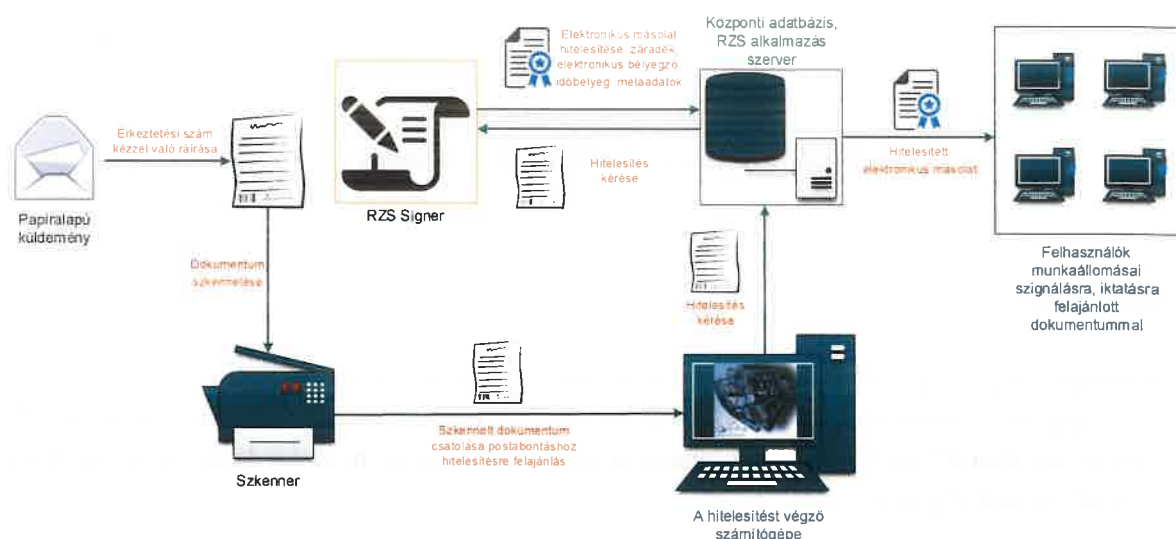 Papíralapú
küldemény
Érkeztetési szám
kézzel való ráírása
Dokumentum
szkennelése
Szkenner
Szkennelt dokumentum
csatolása postabontáshoz
hitelesítésre felajánlás
A hitelesítést végző
számítógépe
Hitelesítés
kérése
RZS Signer
Elektronikus másolat
hitelesítése záradék,
elektronikus bélyegző,
időbélyeg metaadatok
Hitelesítés
kérése
Központi adatbázis,
RZS alkalmazás
szerver
Hitelesített
elektronikus másolat
Felhasználók
munkaállomásai
szignálásra, iktatásra
felajánlott
dokumentummal